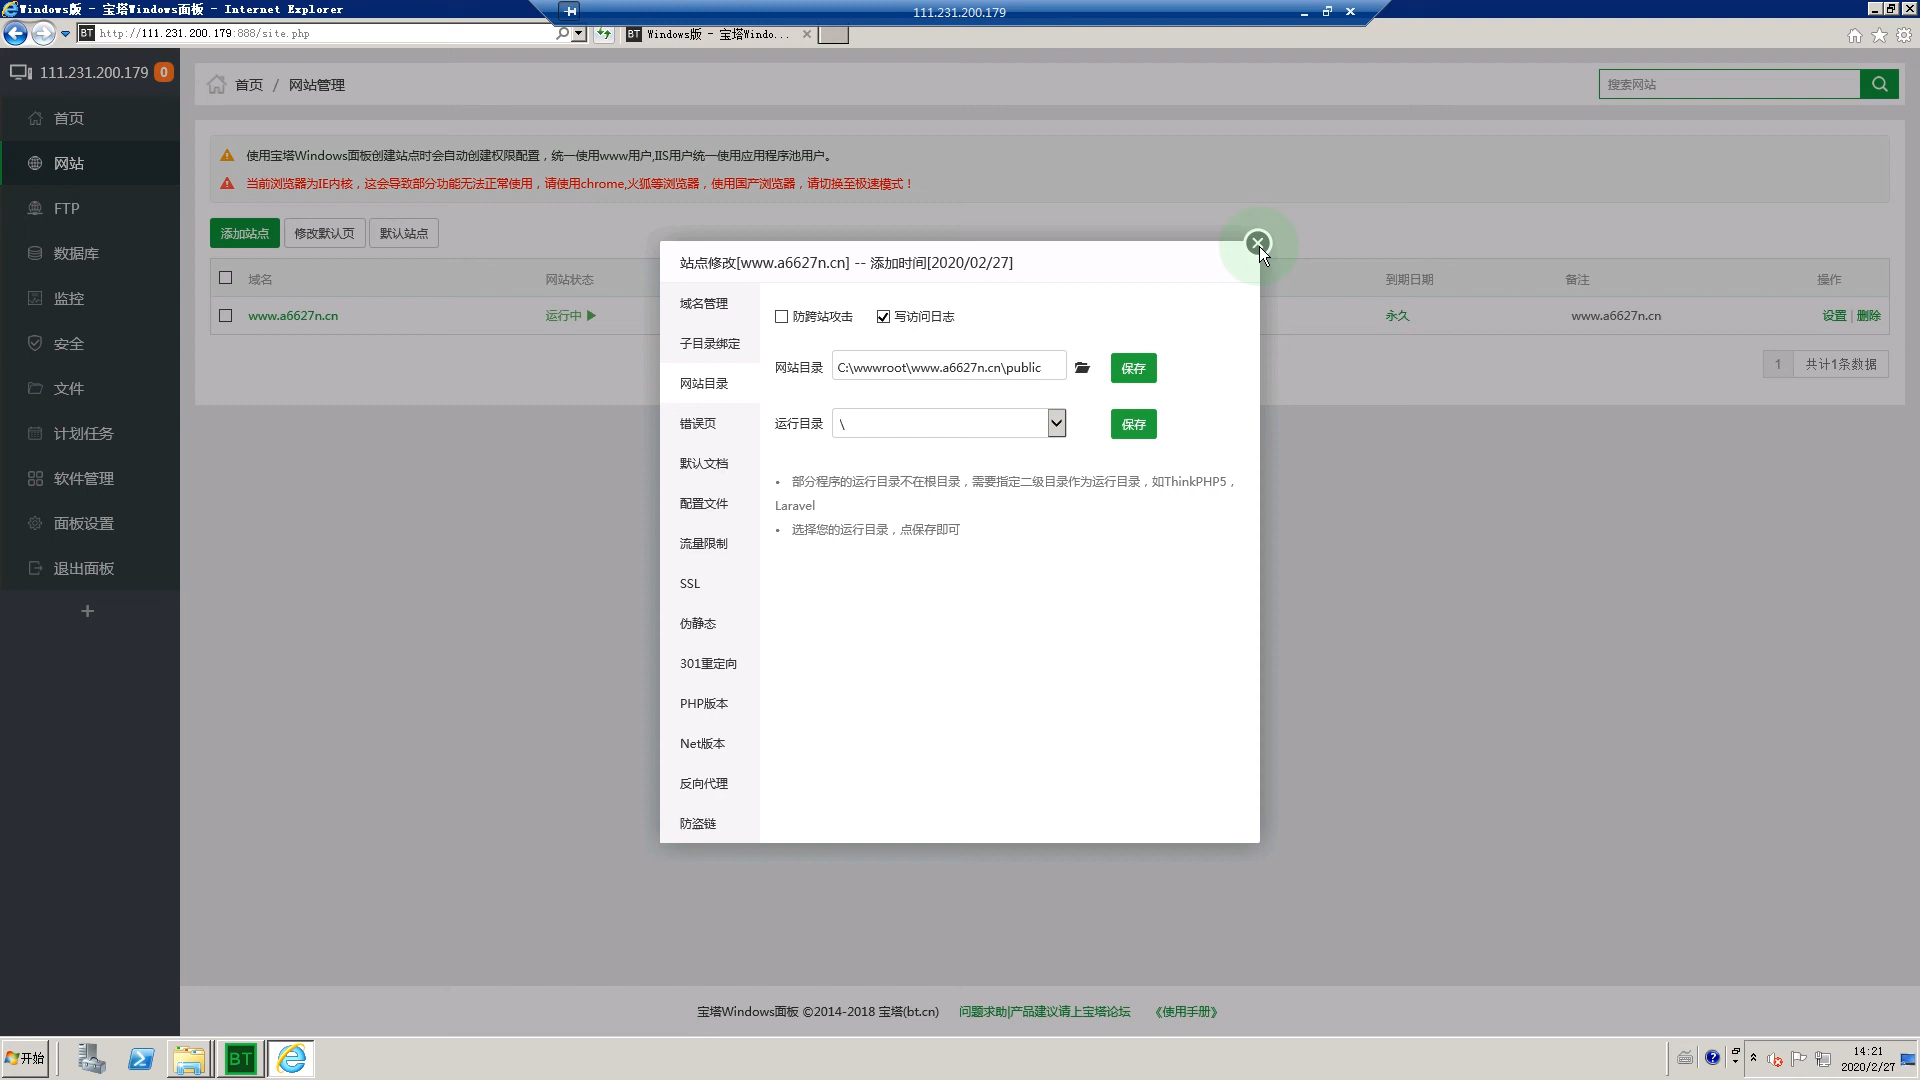 Windows版 - 宝塔Windows面板 - Internet Explorer
111.231.200.179
BT http://111.231.200.179:888/site.php
BT Windows版 - 宝塔Windo...
111.231.200.179 0
首页 / 网站管理
搜索网站
首页
网站
FTP
数据库
监控
安全
文件
计划任务
软件管理
面板设置
退出面板
+
使用宝塔Windows面板创建站点时会自动创建权限配置，统一使用www用户,IIS用户统一使用应用程序池用户。
当前浏览器为IE内核，这会导致部分功能无法正常使用，请使用chrome,火狐等浏览器，使用国产浏览器，请切换至极速模式！
添加站点 修改默认页 默认站点
域名 网站状态 到期日期 备注 操作
www.a6627n.cn 运行中 永久 www.a6627n.cn 设置 | 删除
1 共计1条数据
站点修改[www.a6627n.cn] -- 添加时间[2020/02/27]
域名管理
子目录绑定
网站目录
错误页
默认文档
配置文件
流量限制
SSL
伪静态
301重定向
PHP版本
Net版本
反向代理
防盗链
防跨站攻击 写访问日志
网站目录 C:\wwwroot\www.a6627n.cn\public 保存
运行目录 \ 保存
• 部分程序的运行目录不在根目录，需要指定二级目录作为运行目录，如ThinkPHP5，
Laravel
• 选择您的运行目录，点保存即可
宝塔Windows面板 ©2014-2018 宝塔(bt.cn) 问题求助|产品建议请上宝塔论坛 《使用手册》
开始
BT
14:21
2020/2/27